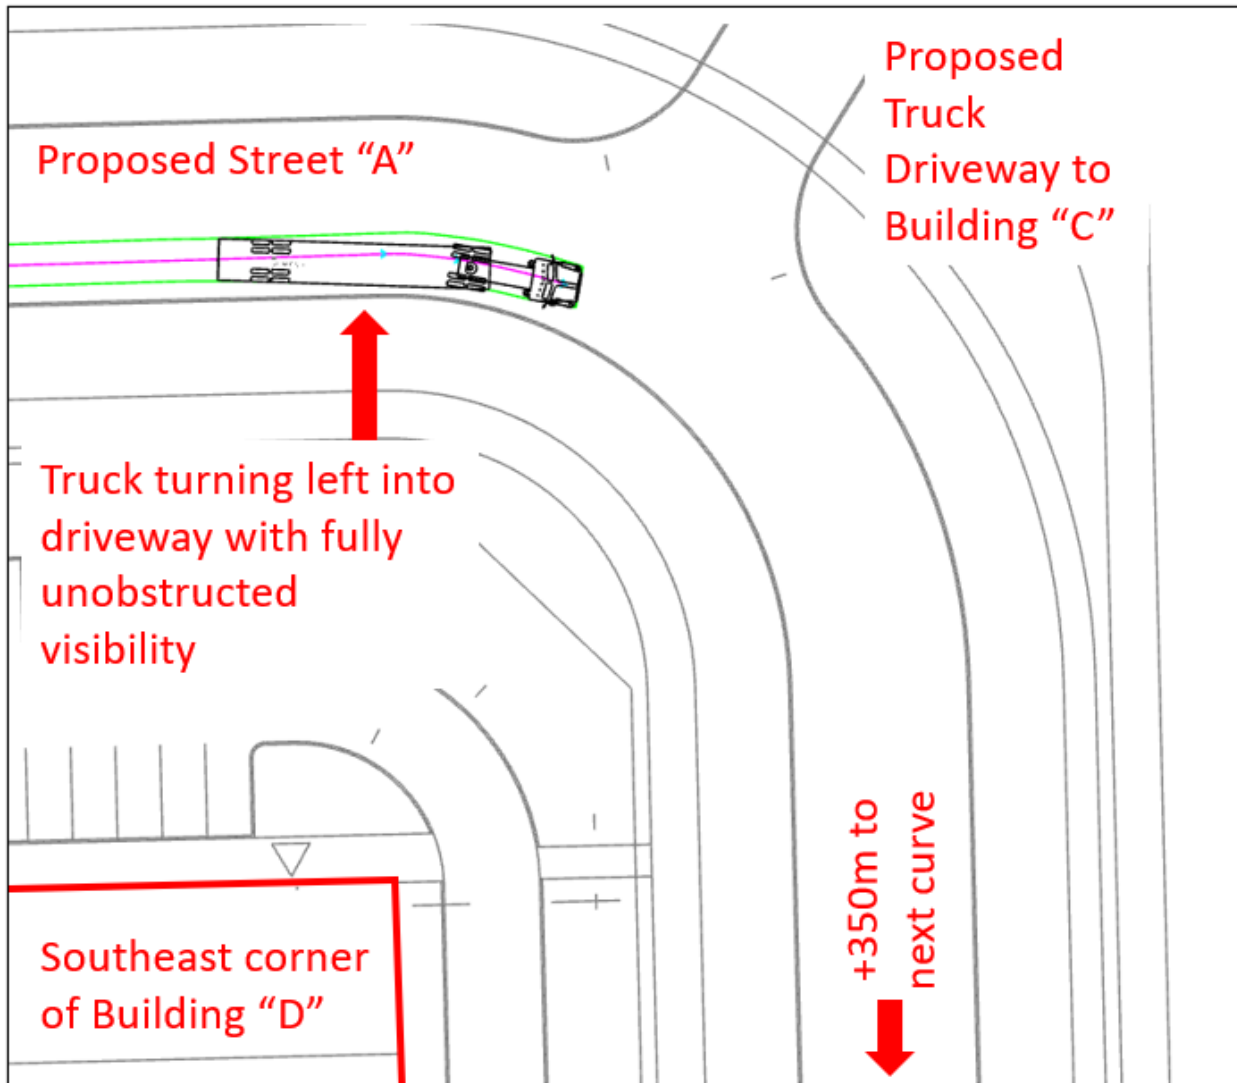 Proposed
Truck
Driveway to
Building “C”
Proposed Street “A”
Truck turning left into
driveway with fully
unobstructed
visibility
+350m to
next curve
Southeast corner
of Building “D”